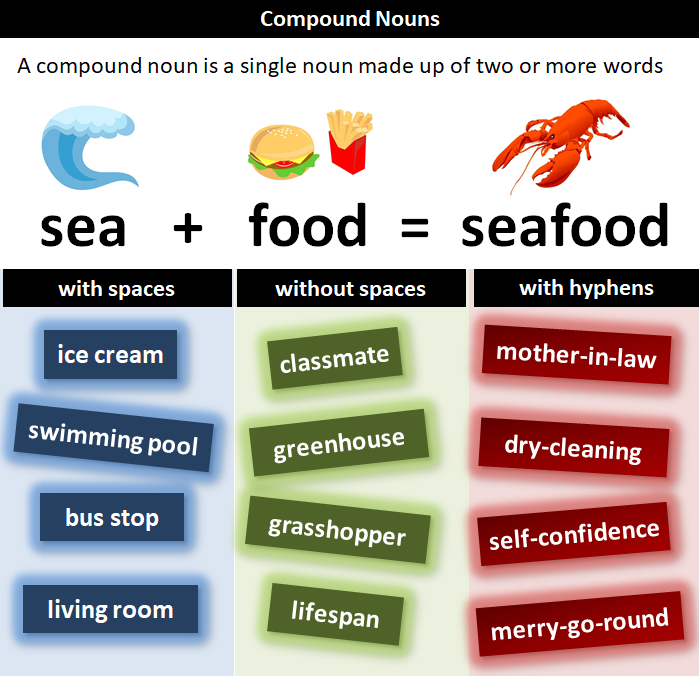 Compound Nouns
A compound noun is a single noun made up of two or more words
sea + food = seafood
with spaces
ice cream
swimming pool
bus stop
living room
without spaces
classmate
greenhouse
grasshopper
lifespan
with hyphens
mother-in-law
dry-cleaning
self-confidence
merry-go-round